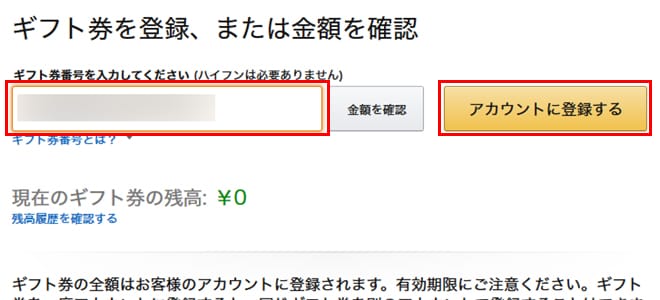 ギフト券を登録、または金額を確認
ギフト券番号を入力してください (ハイフンは必要ありません)
金額を確認
アカウントに登録する
ギフト券番号とは？
現在のギフト券の残高: ¥0
残高履歴を確認する
ギフト券の全額はお客様のアカウントに登録されます。有効期限にご注意ください。ギフト